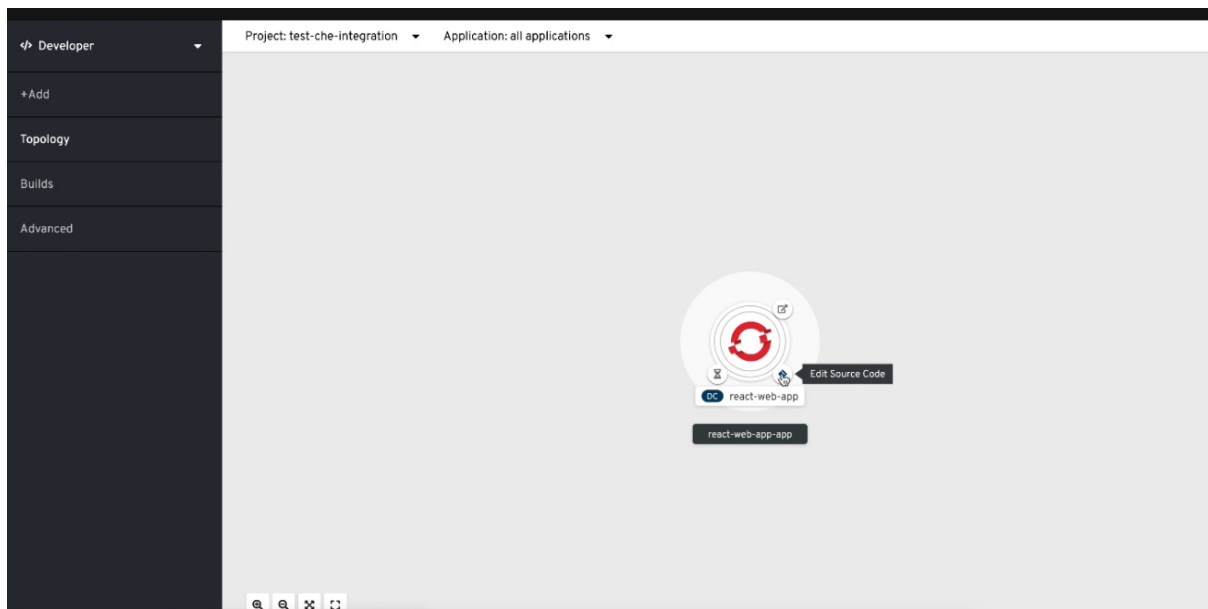 Developer
Project: test-che-integration
Application: all applications
+Add
Topology
Builds
Advanced
Edit Source Code
DC react-web-app
react-web-app-app